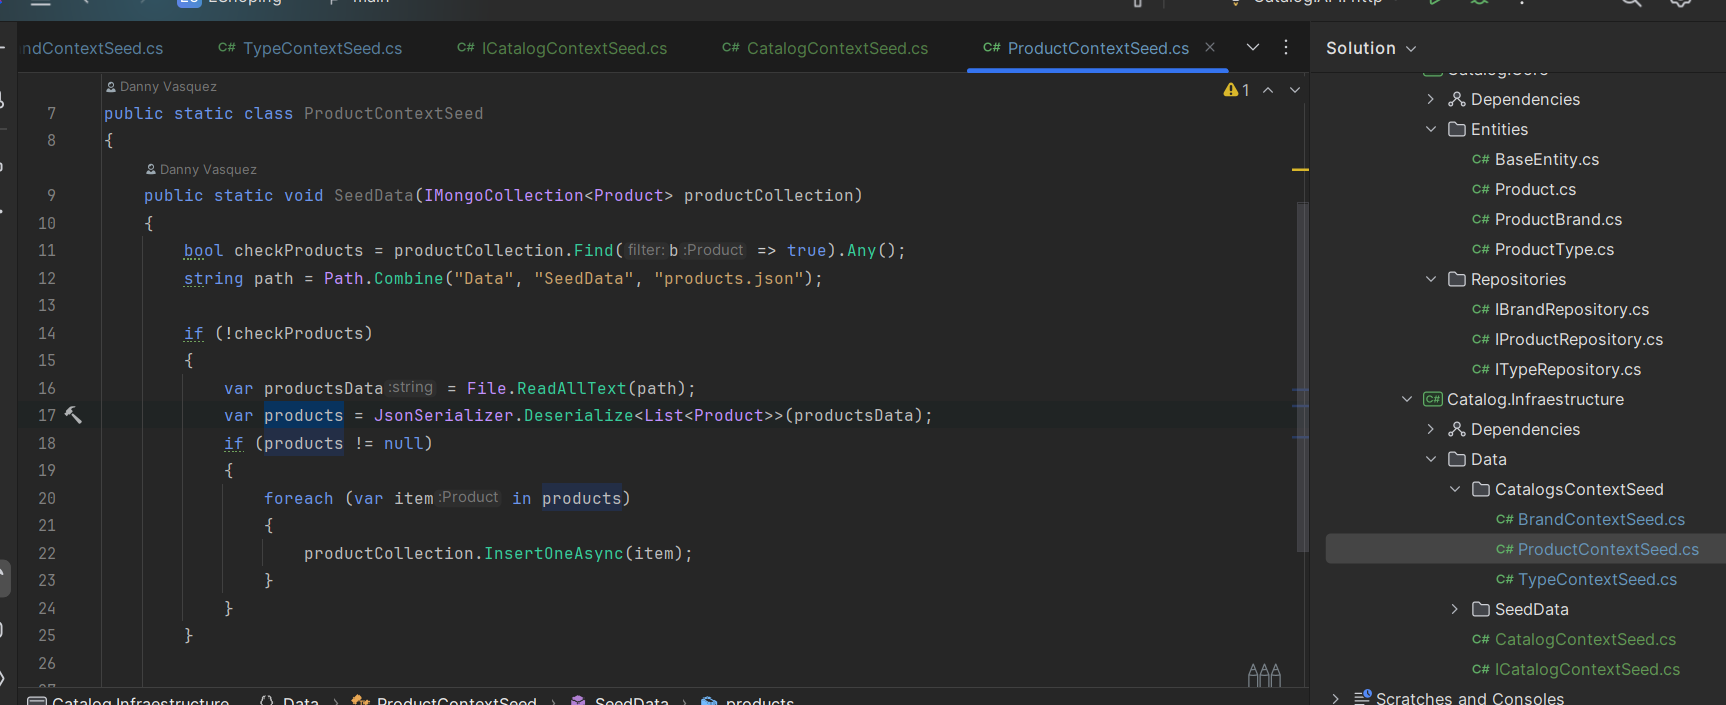 main
ndContextSeed.cs
C# TypeContextSeed.cs
C# ICatalogContextSeed.cs
C# CatalogContextSeed.cs
C# ProductContextSeed.cs
Solution
Danny Vasquez
1
7 public static class ProductContextSeed
8 {
Danny Vasquez
9 public static void SeedData(IMongoCollection<Product> productCollection)
10 {
11 bool checkProducts = productCollection.Find(filter: b :Product => true).Any();
12 string path = Path.Combine("Data", "SeedData", "products.json");
13
14 if (!checkProducts)
15 {
16 var productsData :string = File.ReadAllText(path);
17 var products = JsonSerializer.Deserialize<List<Product>>(productsData);
18 if (products != null)
19 {
20 foreach (var item :Product in products)
21 {
22 productCollection.InsertOneAsync(item);
23 }
24 }
25 }
26
Catalog.Infraestructure
Data
ProductContextSeed
SeedData
products
Catalog.Core
Dependencies
Entities
C# BaseEntity.cs
C# Product.cs
C# ProductBrand.cs
C# ProductType.cs
Repositories
C# IBrandRepository.cs
C# IProductRepository.cs
C# ITypeRepository.cs
C# Catalog.Infraestructure
Dependencies
Data
CatalogsContextSeed
C# BrandContextSeed.cs
C# ProductContextSeed.cs
C# TypeContextSeed.cs
SeedData
C# CatalogContextSeed.cs
C# ICatalogContextSeed.cs
Scratches and Consoles